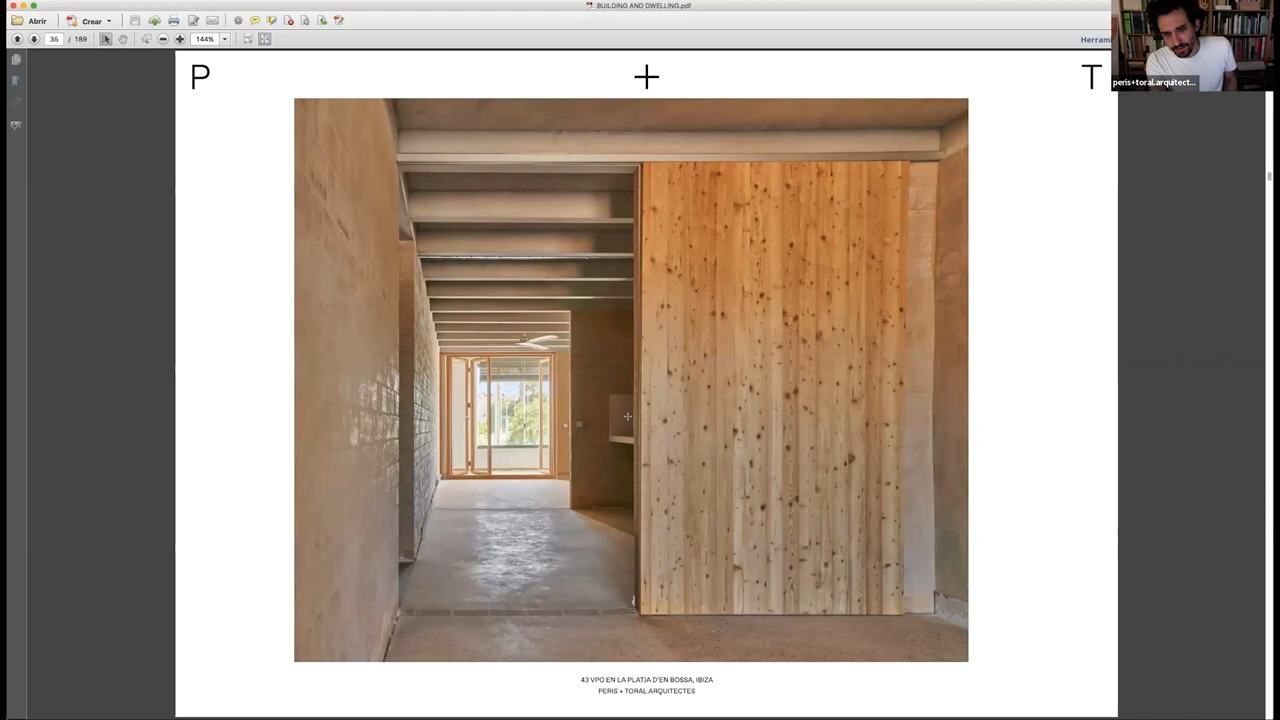 BUILDING AND DWELLING.pdf
Abrir
Crear
35 / 189
144%
Herrami
peris+toral.arquitect...
P + T
43 VPO EN LA PLATJA D'EN BOSSA, IBIZA
PERIS + TORAL ARQUITECTES